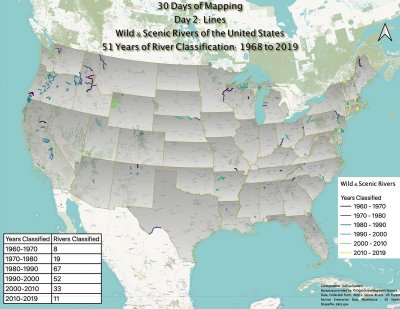 30 Days of Mapping
Day 2: Lines
Wild & Scenic Rivers of the United States
51 Years of River Classification: 1968 to 2019
Wild & Scenic Rivers
Years Classified
1960 - 1970
1970 - 1980
1980 - 1990
1990 - 2000
2000 - 2010
2010 - 2019
Years Classified Rivers Classified
1960-1970 8
1970-1980 19
1980-1990 67
1990-2000 52
2000-2010 33
2010-2019 11